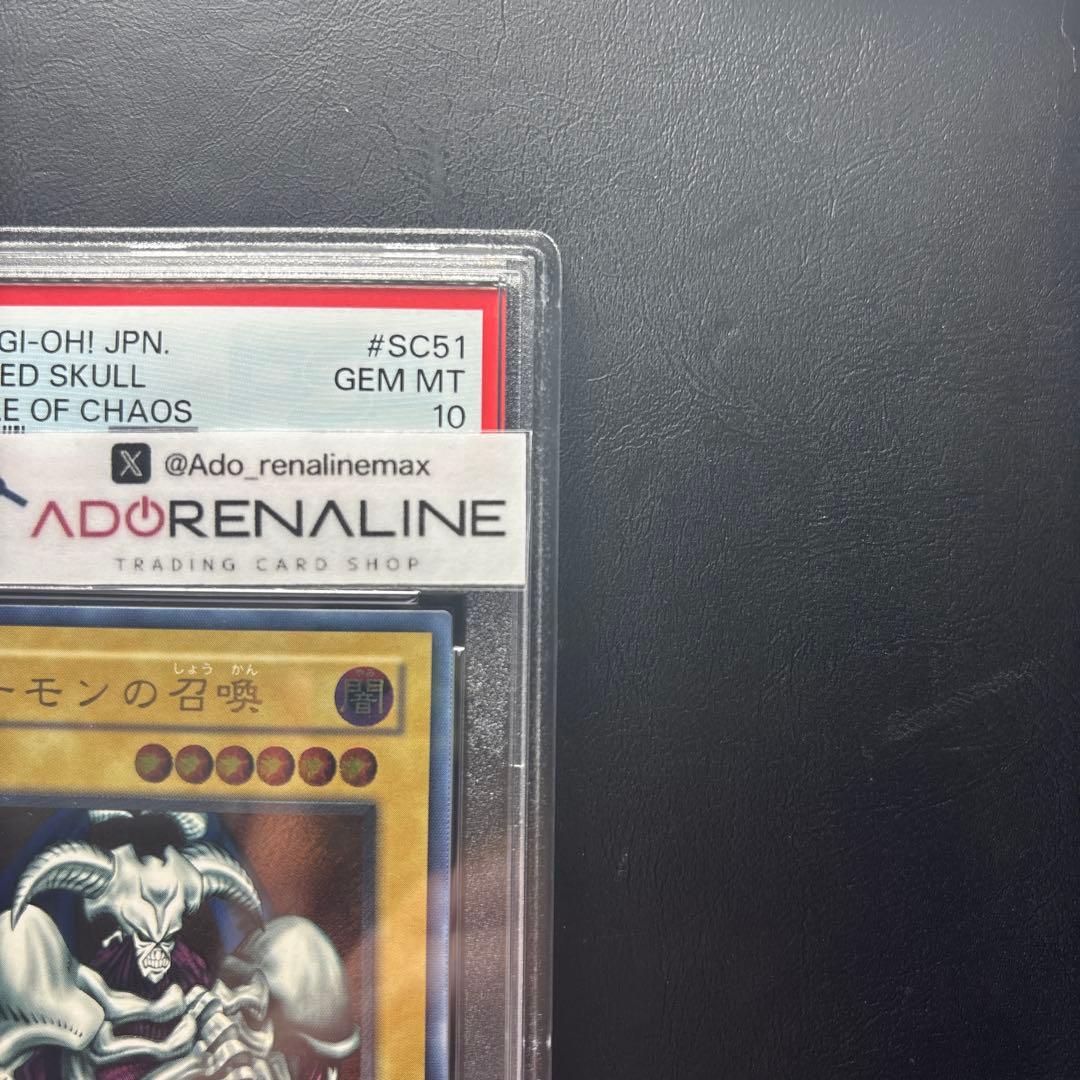 GI-OH! JPN.
#SC51
ED SKULL
GEM MT
LE OF CHAOS
10
X @Ado_renalinemax
ADORENALINE
TRADING CARD SHOP
しょう かん
ーモンの召喚
闇